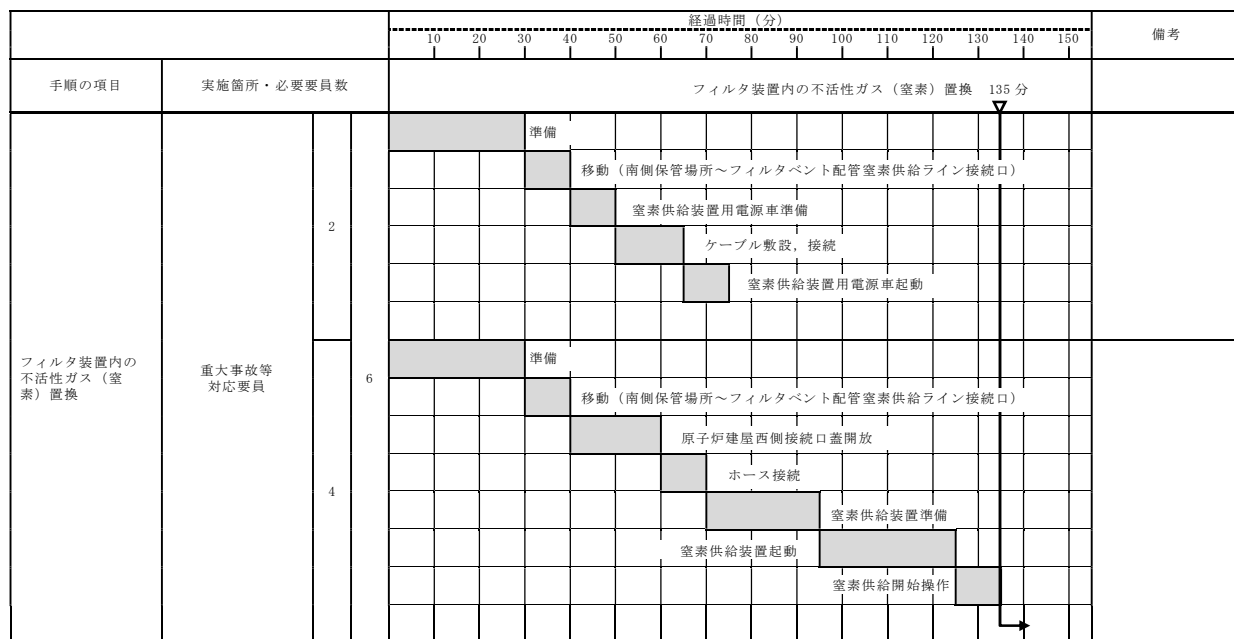 経過時間（分）
備考
10 20 30 40 50 60 70 80 90 100 110 120 130 140 150
手順の項目
実施箇所・必要要員数
フィルタ装置内の不活性ガス（窒素）置換 135 分
準備
移動（南側保管場所～フィルタベント配管窒素供給ライン接続口）
窒素供給装置用電源車準備
2
ケーブル敷設，接続
窒素供給装置用電源車起動
フィルタ装置内の
不活性ガス（窒
素）置換
重大事故等
対応要員
6
準備
移動（南側保管場所～フィルタベント配管窒素供給ライン接続口）
原子炉建屋西側接続口蓋開放
ホース接続
4
窒素供給装置準備
窒素供給装置起動
窒素供給開始操作